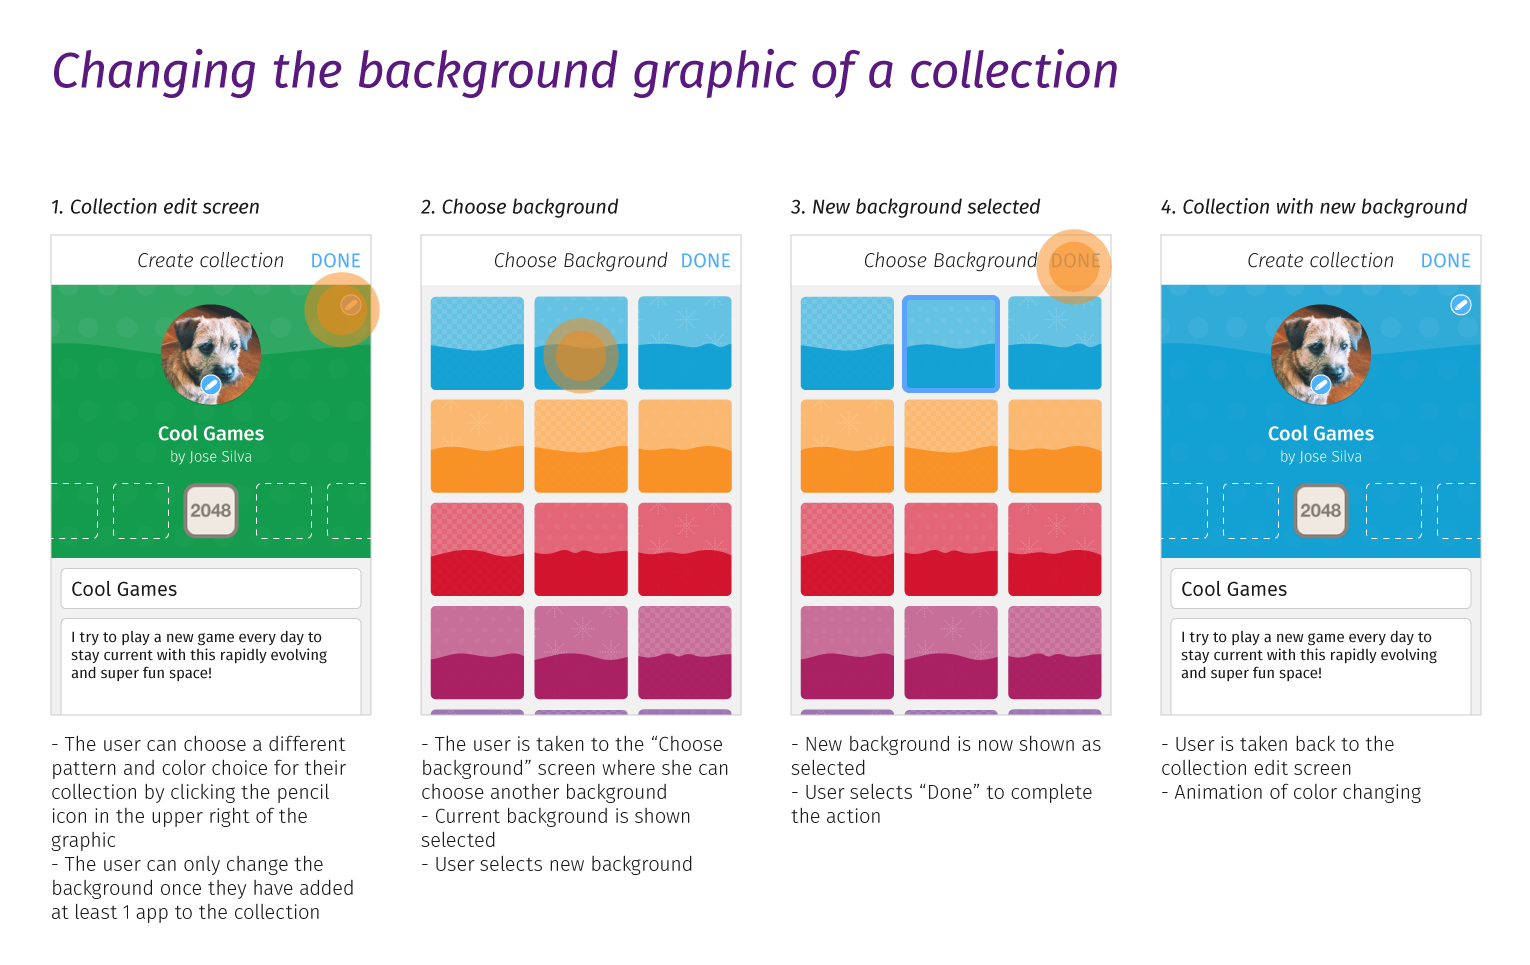 Changing the background graphic of a collection
1. Collection edit screen
Create collection
DONE
Cool Games
by Jose Silva
2048
Cool Games
I try to play a new game every day to
stay current with this rapidly evolving
and super fun space!
- The user can choose a different
pattern and color choice for their
collection by clicking the pencil
icon in the upper right of the
graphic
- The user can only change the
background once they have added
at least 1 app to the collection
2. Choose background
Choose Background
DONE
- The user is taken to the “Choose
background” screen where she can
choose another background
- Current background is shown
selected
- User selects new background
3. New background selected
Choose Background
DONE
- New background is now shown as
selected
- User selects “Done” to complete
the action
4. Collection with new background
Create collection
DONE
Cool Games
by Jose Silva
2048
Cool Games
I try to play a new game every day to
stay current with this rapidly evolving
and super fun space!
- User is taken back to the
collection edit screen
- Animation of color changing